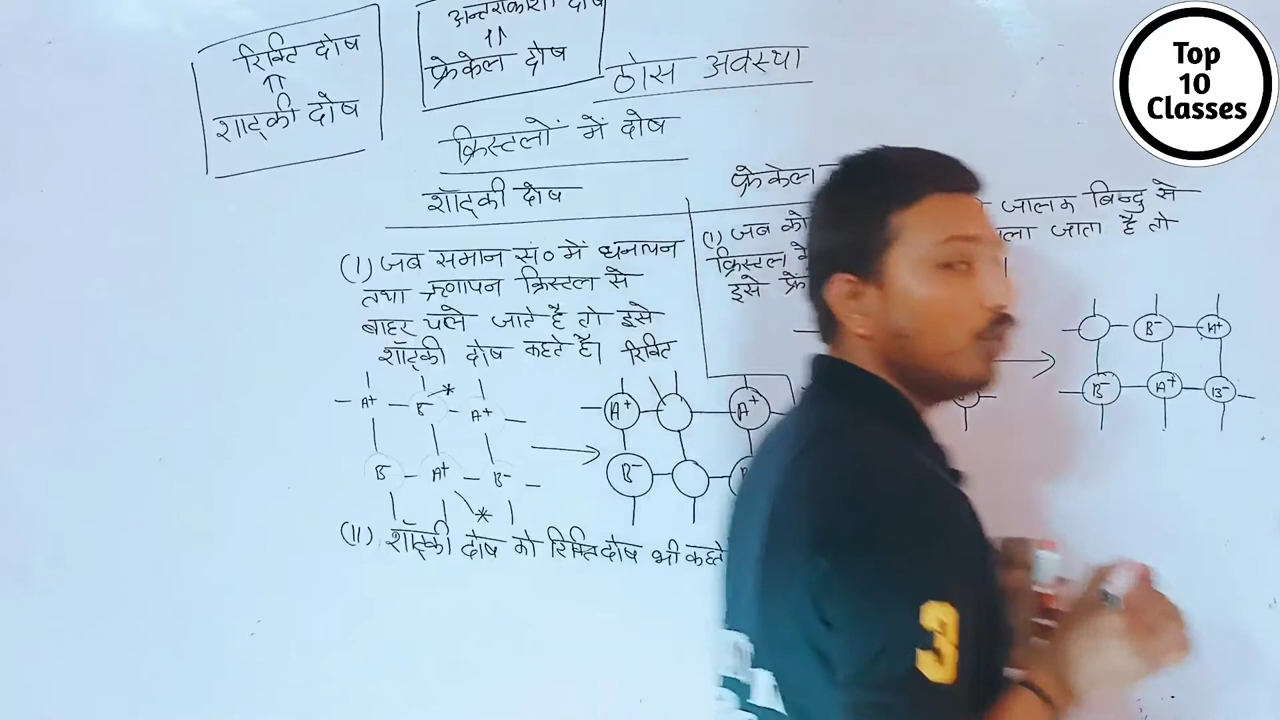 रिक्ति दोष
⇑
शाट्की दोष
अन्तराकाशी दोष
⇑
फ्रेंकेल दोष
ठोस अवस्था
Top
10
Classes
क्रिस्टलों में दोष
शॉट्की दोष
(I) जब समान सं० में धनायन
तथा ऋणायन क्रिस्टल से
बाहर चले जाते है तो इसे
शॉट्की दोष कहते है।
रिक्ति
A+ B- A+
B- A+ B-
A+ A+
B-
(II) शॉट्की दोष को रिक्ति दोष भी कहते
फ्रेंकेल
(I) जब जालक बिन्दु से
क्रिस्टल जाता है तो
इसे
B- A+
B- A+ B-
3